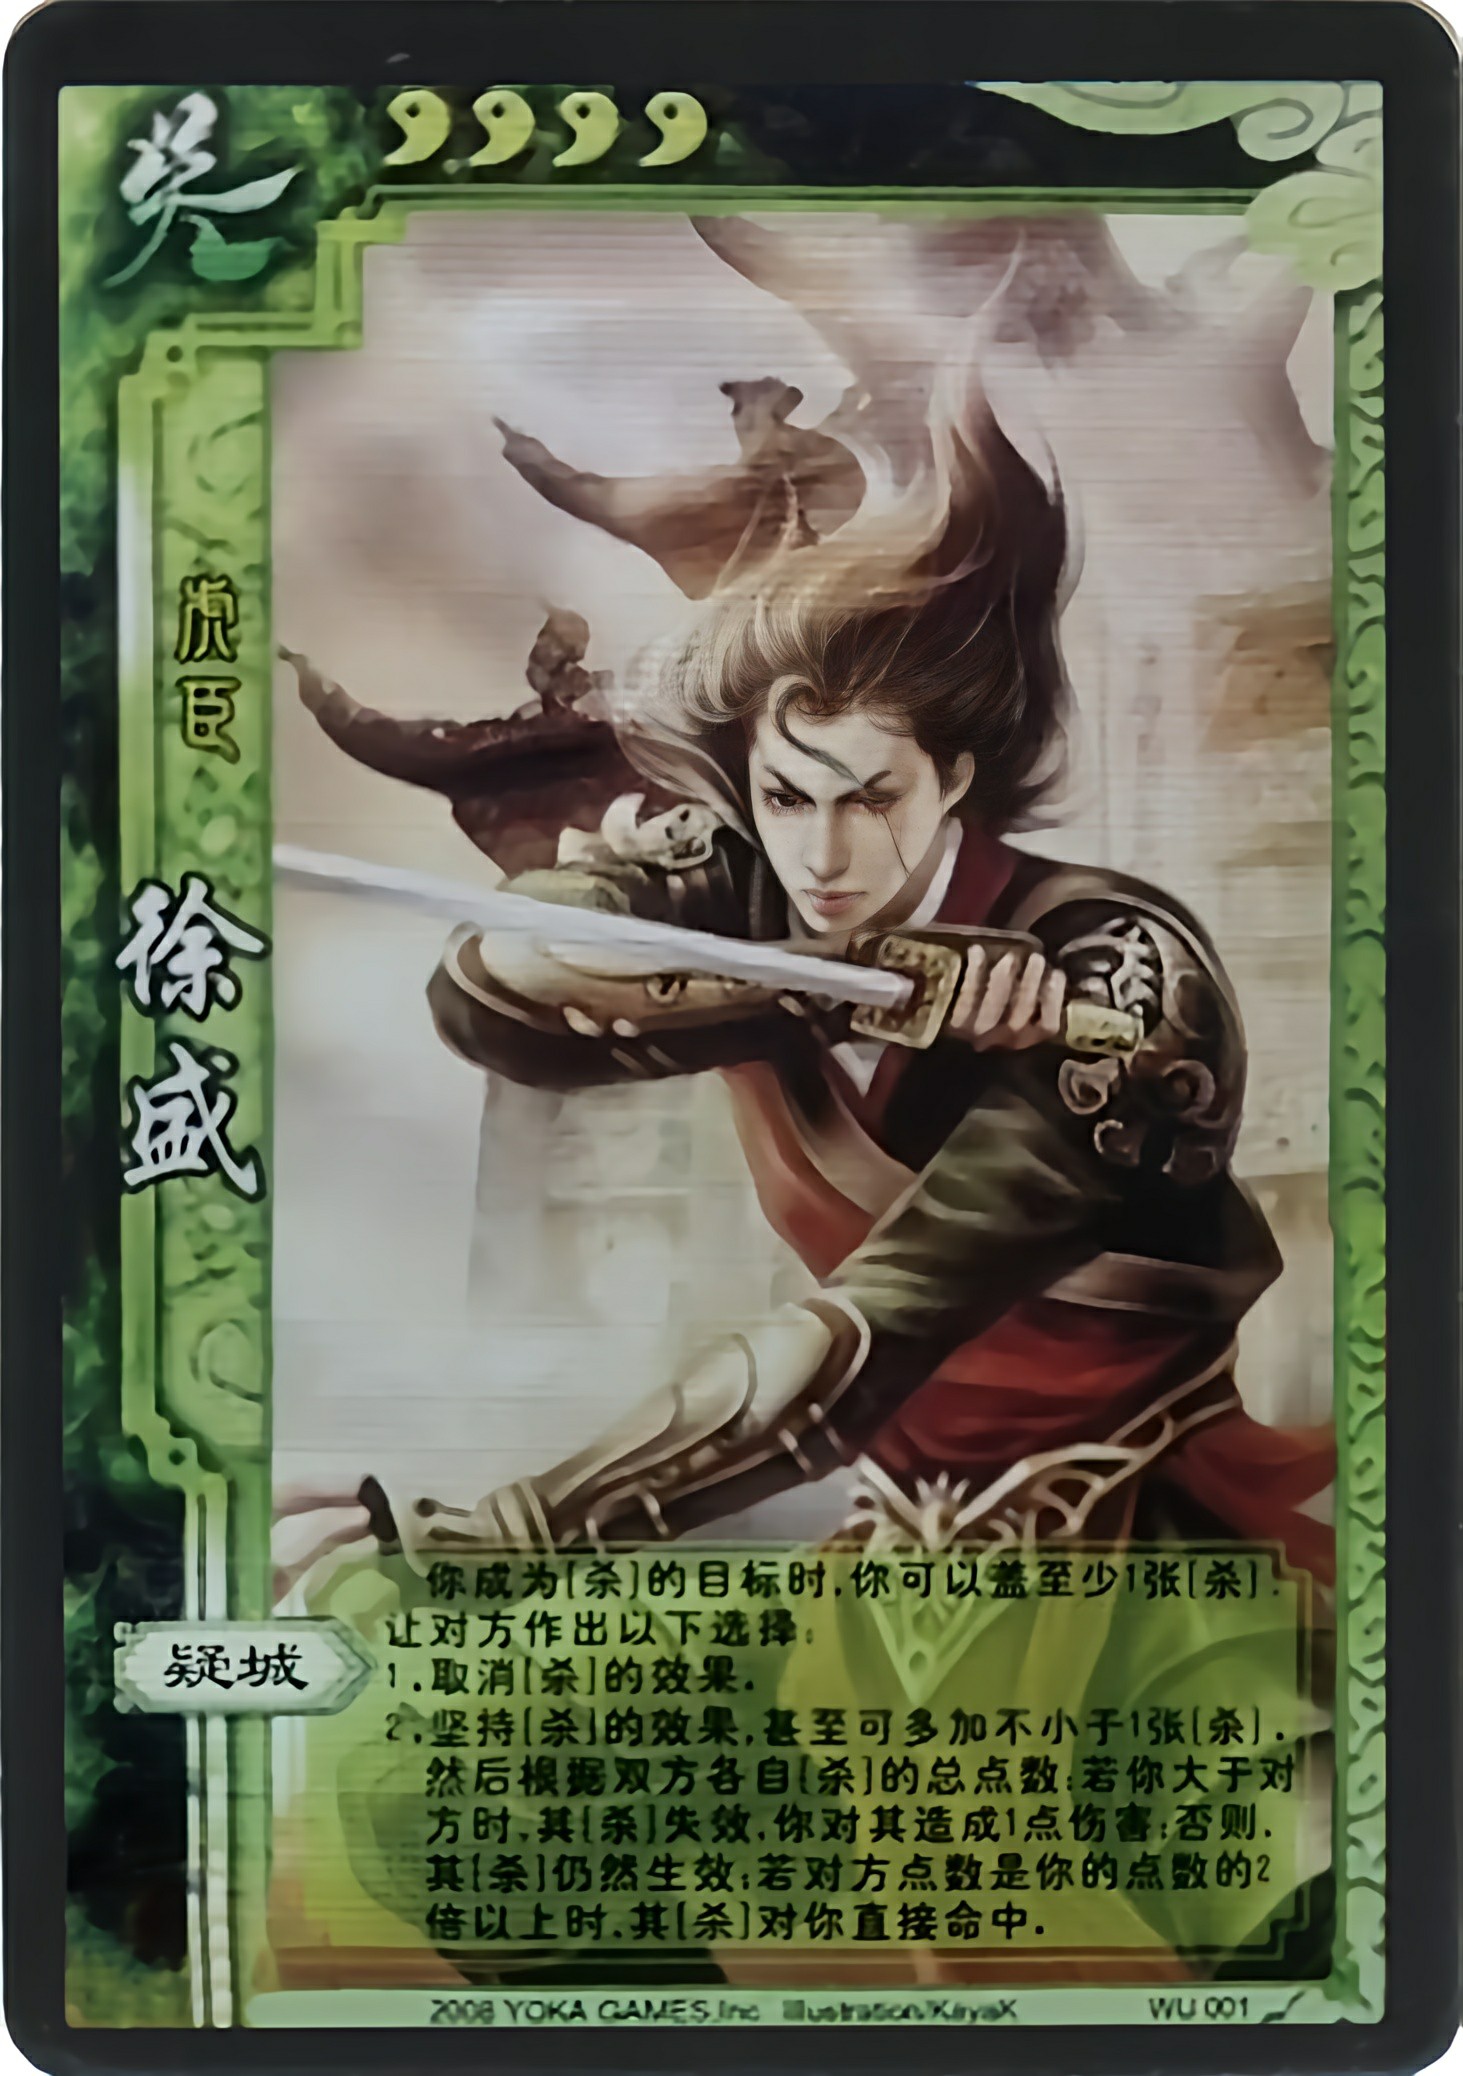 吴
虎臣
徐盛
疑城
你成为[杀]的目标时,你可以盖至少1张[杀].
让对方作出以下选择:
1.取消[杀]的效果.
2.坚持[杀]的效果,甚至可多加不小于1张[杀].
然后根据双方各自[杀]的总点数;若你大于对
方时,其[杀]失效,你对其造成1点伤害;否则,
其[杀]仍然生效;若对方点数是你的点数的2
倍以上时,其[杀]对你直接命中.
2008 YOKA GAMES.Inc Illustration/KayaK
WU 001